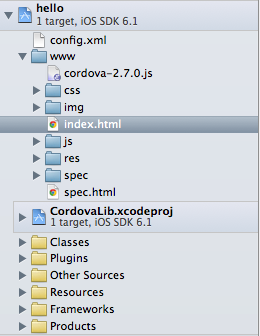 hello
1 target, iOS SDK 6.1
config.xml
www
cordova-2.7.0.js
css
img
index.html
js
res
spec
spec.html
CordovaLib.xcodeproj
1 target, iOS SDK 6.1
Classes
Plugins
Other Sources
Resources
Frameworks
Products